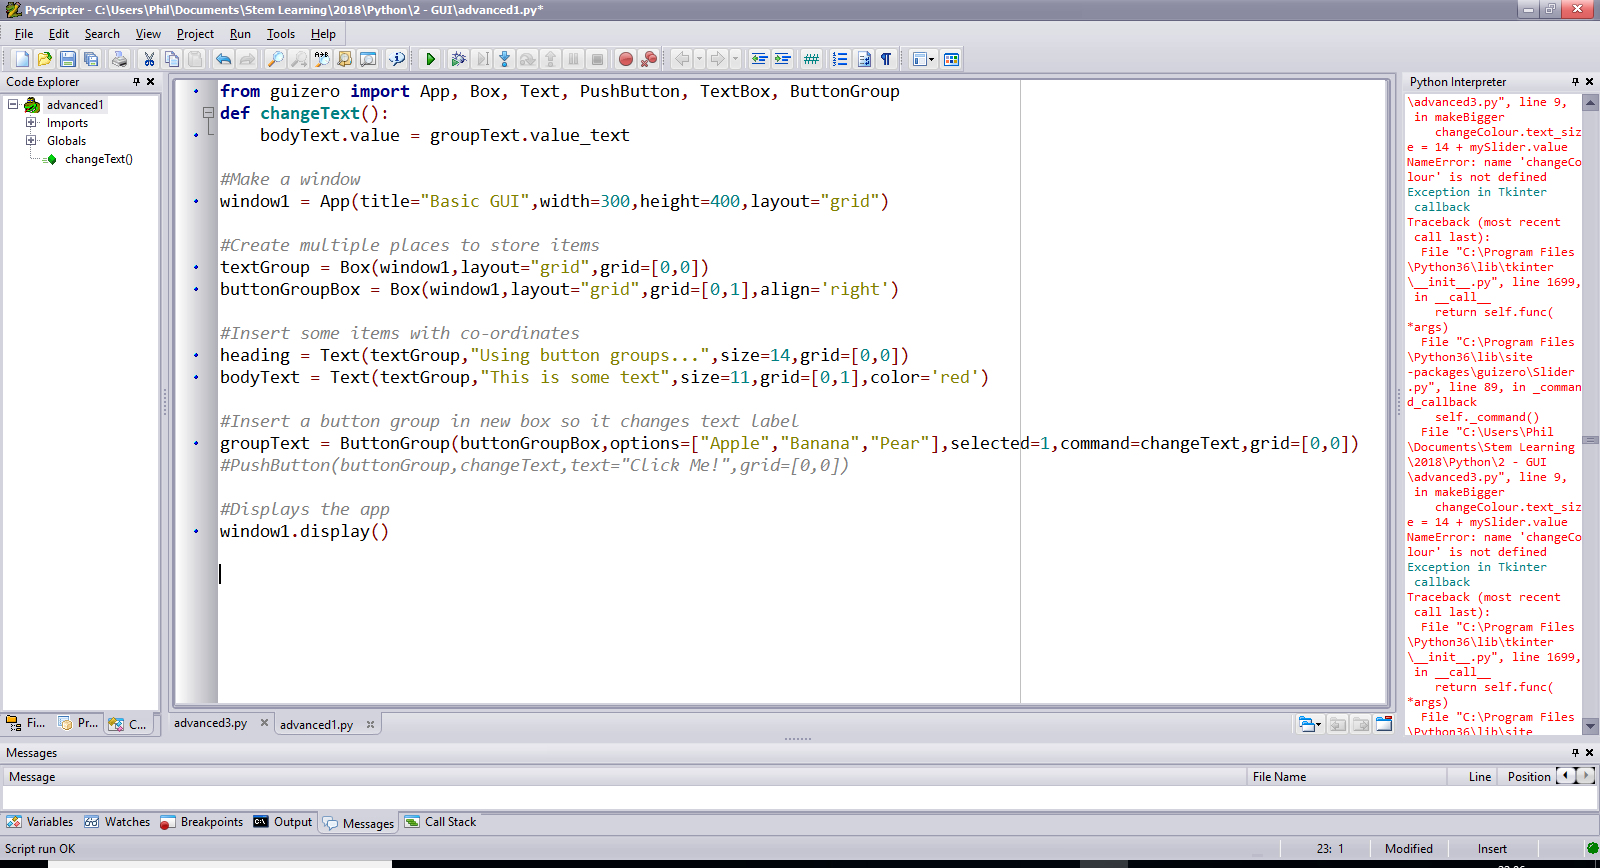 PyScripter - C:\Users\Phil\Documents\Stem Learning\2018\Python\2 - GUI\advanced1.py*
File Edit Search View Project Run Tools Help
Code Explorer
advanced1
Imports
Globals
changeText()
from guizero import App, Box, Text, PushButton, TextBox, ButtonGroup
def changeText():
bodyText.value = groupText.value_text
#Make a window
window1 = App(title="Basic GUI",width=300,height=400,layout="grid")
#Create multiple places to store items
textGroup = Box(window1,layout="grid",grid=[0,0])
buttonGroupBox = Box(window1,layout="grid",grid=[0,1],align='right')
#Insert some items with co-ordinates
heading = Text(textGroup,"Using button groups...",size=14,grid=[0,0])
bodyText = Text(textGroup,"This is some text",size=11,grid=[0,1],color='red')
#Insert a button group in new box so it changes text label
groupText = ButtonGroup(buttonGroupBox,options=["Apple","Banana","Pear"],selected=1,command=changeText,grid=[0,0])
#PushButton(buttonGroup,changeText,text="Click Me!",grid=[0,0])
#Displays the app
window1.display()
Python Interpreter
\advanced3.py", line 9,
in makeBigger
changeColour.text_siz
e = 14 + mySlider.value
NameError: name 'changeCo
lour' is not defined
Exception in Tkinter
callback
Traceback (most recent
call last):
File "C:\Program Files
\Python36\lib\tkinter
\__init__.py", line 1699,
in __call__
return self.func(
*args)
File "C:\Program Files
\Python36\lib\site
-packages\guizero\Slider
.py", line 89, in _comman
d_callback
self._command()
File "C:\Users\Phil
\Documents\Stem Learning
\2018\Python\2 - GUI
\advanced3.py", line 9,
in makeBigger
changeColour.text_siz
e = 14 + mySlider.value
NameError: name 'changeCo
lour' is not defined
Exception in Tkinter
callback
Traceback (most recent
call last):
File "C:\Program Files
\Python36\lib\tkinter
\__init__.py", line 1699,
in __call__
return self.func(
*args)
File "C:\Program Files
\Python36\lib\site
Fi... Pr... C...
advanced3.py advanced1.py
Messages
Message File Name Line Position
Variables Watches Breakpoints Output Messages Call Stack
Script run OK 23: 1 Modified Insert